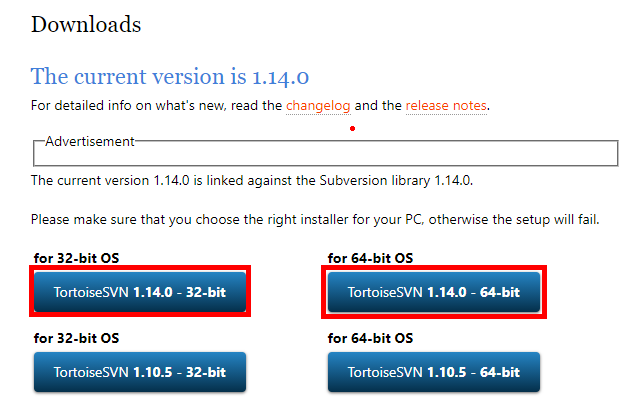 Downloads
The current version is 1.14.0
For detailed info on what's new, read the changelog and the release notes.
Advertisement
The current version 1.14.0 is linked against the Subversion library 1.14.0.
Please make sure that you choose the right installer for your PC, otherwise the setup will fail.
for 32-bit OS
for 64-bit OS
TortoiseSVN 1.14.0 - 32-bit
TortoiseSVN 1.14.0 - 64-bit
for 32-bit OS
for 64-bit OS
TortoiseSVN 1.10.5 - 32-bit
TortoiseSVN 1.10.5 - 64-bit